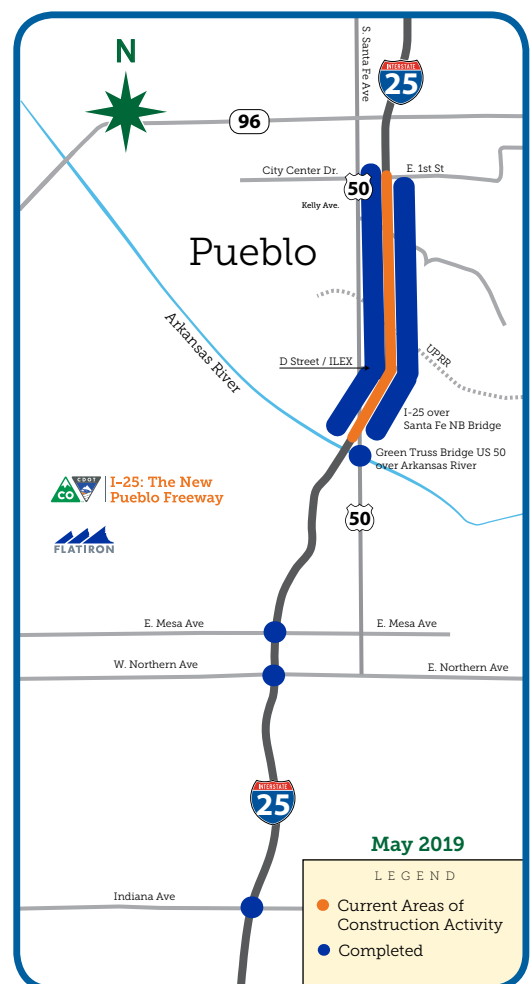 N
S. Santa Fe Ave
INTERSTATE
25
96
City Center Dr.
E. 1st St
50
Kelly Ave.
Pueblo
Arkansas River
D Street / ILEX
UPRR
I-25 over
Santa Fe NB Bridge
Green Truss Bridge US 50
over Arkansas River
CO
CDOT
I-25: The New
Pueblo Freeway
FLATIRON
50
E. Mesa Ave
E. Mesa Ave
W. Northern Ave
E. Northern Ave
INTERSTATE
25
May 2019
LEGEND
Indiana Ave
Current Areas of
Construction Activity
Completed